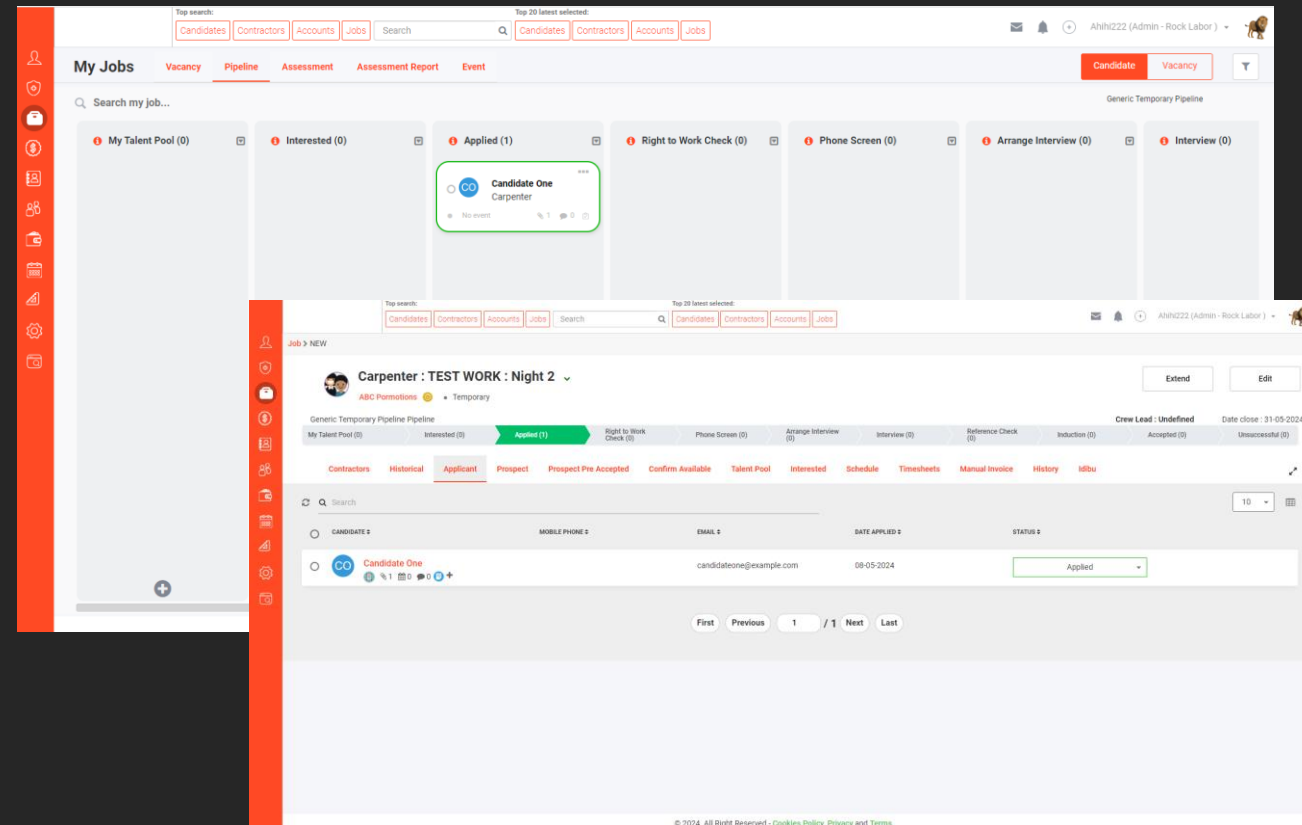 Top search:
Top 20 latest selected:
Candidates Contractors Accounts Jobs Search Candidates Contractors Accounts Jobs
Ahihi222 (Admin - Rock Labor )
My Jobs Vacancy Pipeline Assessment Assessment Report Event
Candidate Vacancy
Search my job...
Generic Temporary Pipeline
My Talent Pool (0) Interested (0) Applied (1) Right to Work Check (0) Phone Screen (0) Arrange Interview (0) Interview (0)
CO Candidate One
Carpenter
No event 1 0
Top search:
Top 20 latest selected:
Candidates Contractors Accounts Jobs Search Candidates Contractors Accounts Jobs
Ahihi222 (Admin - Rock Labor )
Job > NEW
Carpenter : TEST WORK : Night 2
Extend Edit
ABC Pormotions • Temporary
Generic Temporary Pipeline Pipeline
Crew Lead : Undefined Date close : 31-05-2024
My Talent Pool (0) Interested (0) Applied (1) Right to Work Check (0) Phone Screen (0) Arrange Interview (0) Interview (0) Reference Check (0) Induction (0) Accepted (0) Unsuccessful (0)
Contractors Historical Applicant Prospect Prospect Pre Accepted Confirm Available Talent Pool Interested Schedule Timesheets Manual Invoice History Idibu
Search
10
CANDIDATE MOBILE PHONE EMAIL DATE APPLIED STATUS
CO Candidate One candidateone@example.com 08-05-2024 Applied
1 0 0
First Previous 1 / 1 Next Last
© 2024, All Right Reserved - Cookies Policy, Privacy and Terms.